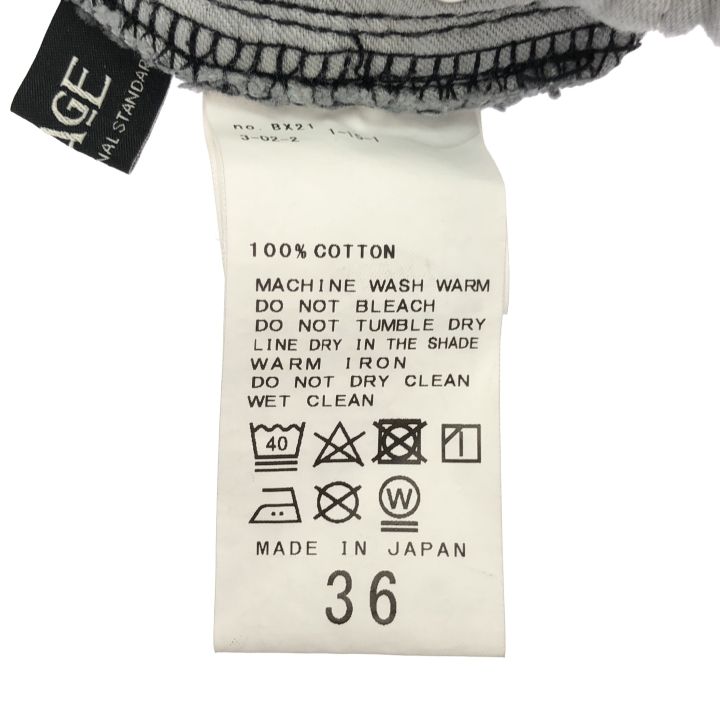 AGE
NAL STANDAR
no. BX21 1-15-1
3-02-2
100% COTTON
MACHINE WASH WARM
DO NOT BLEACH
DO NOT TUMBLE DRY
LINE DRY IN THE SHADE
WARM IRON
DO NOT DRY CLEAN
WET CLEAN
40
W
MADE IN JAPAN
36